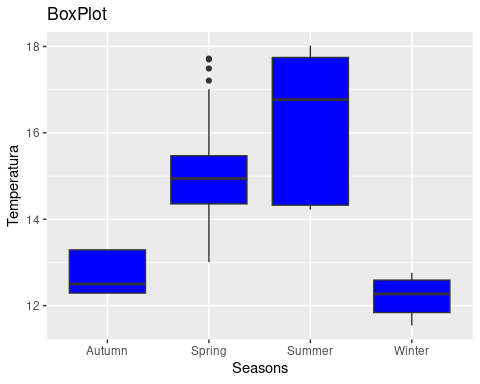 BoxPlot
18
16
14
12
Temperatura
Autumn Spring Summer Winter
Seasons